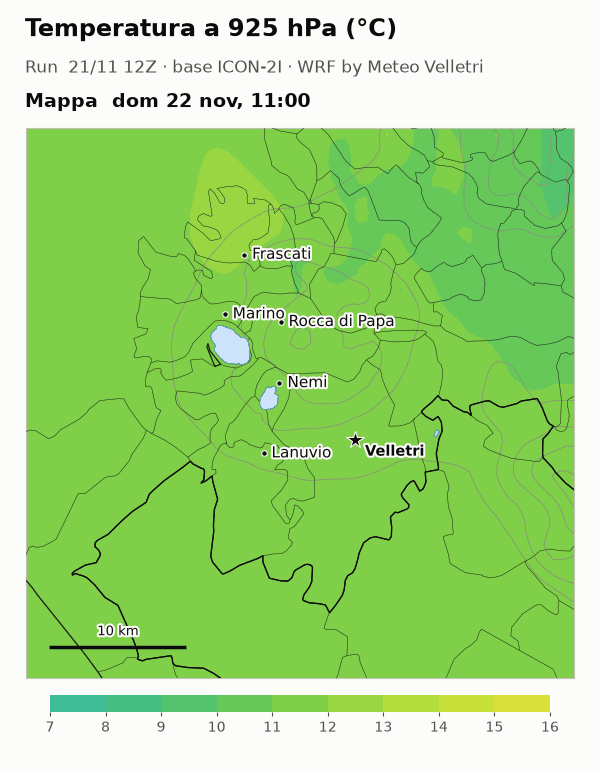 Temperatura a 925 hPa (°C)
Run  21/11 12Z · base ICON-2I · WRF by Meteo Velletri
Mappa  dom 22 nov, 11:00
Frascati
Marino
Rocca di Papa
Nemi
Velletri
Lanuvio
10 km
7 8 9 10 11 12 13 14 15 16